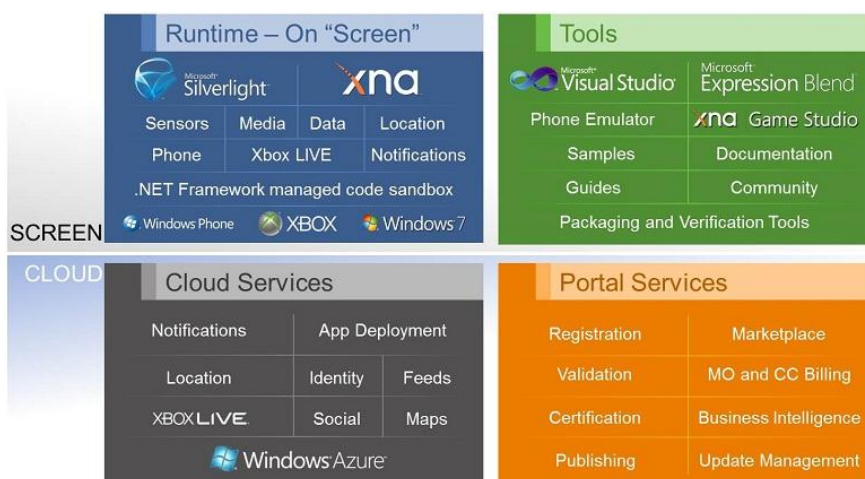 Runtime – On “Screen”
Microsoft®
Silverlight™
xna
Sensors Media Data Location
Phone Xbox LIVE Notifications
.NET Framework managed code sandbox
Windows Phone XBOX Windows 7
Tools
Microsoft®
Visual Studio®
Microsoft®
Expression Blend™
Phone Emulator xna Game Studio
Samples Documentation
Guides Community
Packaging and Verification Tools
SCREEN
CLOUD
Cloud Services
Notifications App Deployment
Location Identity Feeds
XBOX LIVE Social Maps
Windows Azure™
Portal Services
Registration Marketplace
Validation MO and CC Billing
Certification Business Intelligence
Publishing Update Management